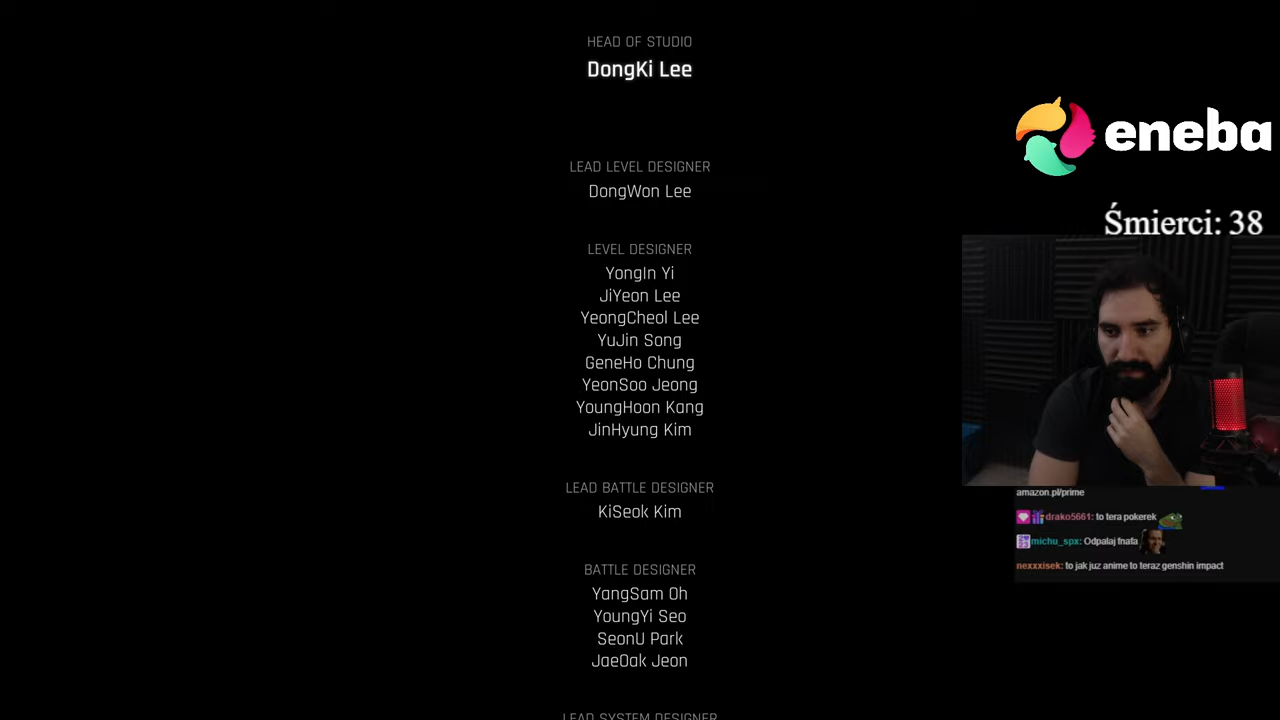 HEAD OF STUDIO
DongKi Lee
LEAD LEVEL DESIGNER
DongWon Lee
LEVEL DESIGNER
YongIn Yi
JiYeon Lee
YeongCheol Lee
YuJin Song
GeneHo Chung
YeonSoo Jeong
YoungHoon Kang
JinHyung Kim
LEAD BATTLE DESIGNER
KiSeok Kim
BATTLE DESIGNER
YangSam Oh
YoungYi Seo
SeonU Park
JaeOak Jeon
LEAD SYSTEM DESIGNER
eneba
Śmierci: 38
amazon.pl/prime
drako5661: to tera pokerek
michu_spx: Odpalaj fnafa
nexxxisek: to jak juz anime to teraz genshin impact